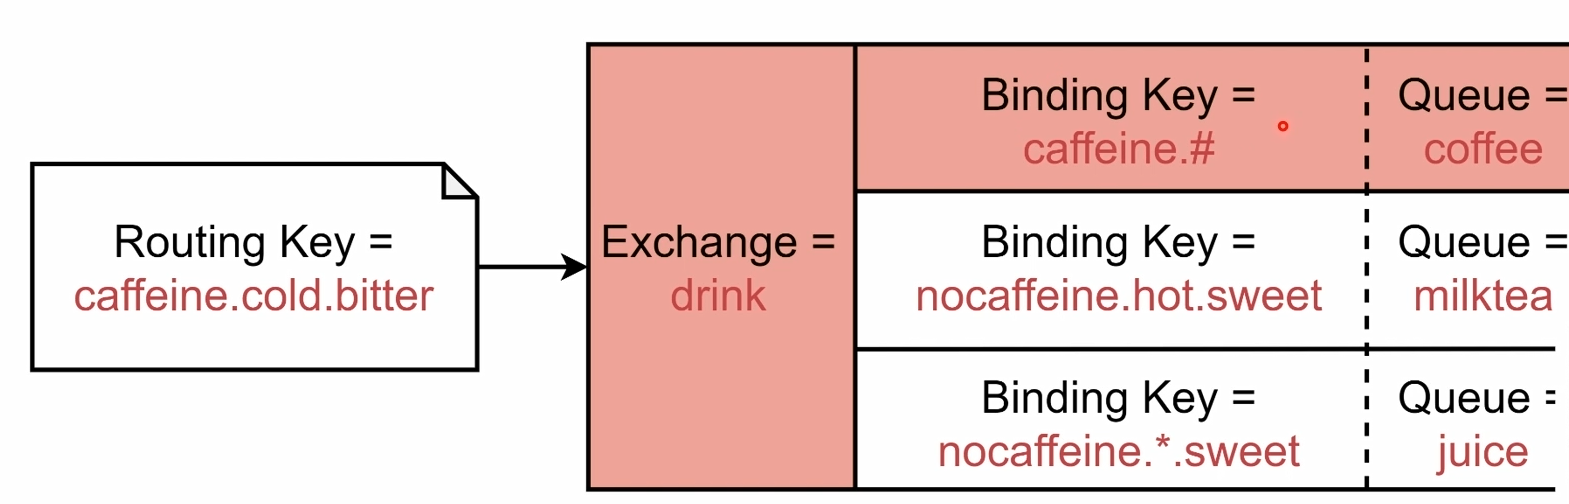 Routing Key =
caffeine.cold.bitter
Exchange =
drink
Binding Key =
caffeine.#
Queue =
coffee
Binding Key =
nocaffeine.hot.sweet
Queue =
milktea
Binding Key =
nocaffeine.*.sweet
Queue =
juice